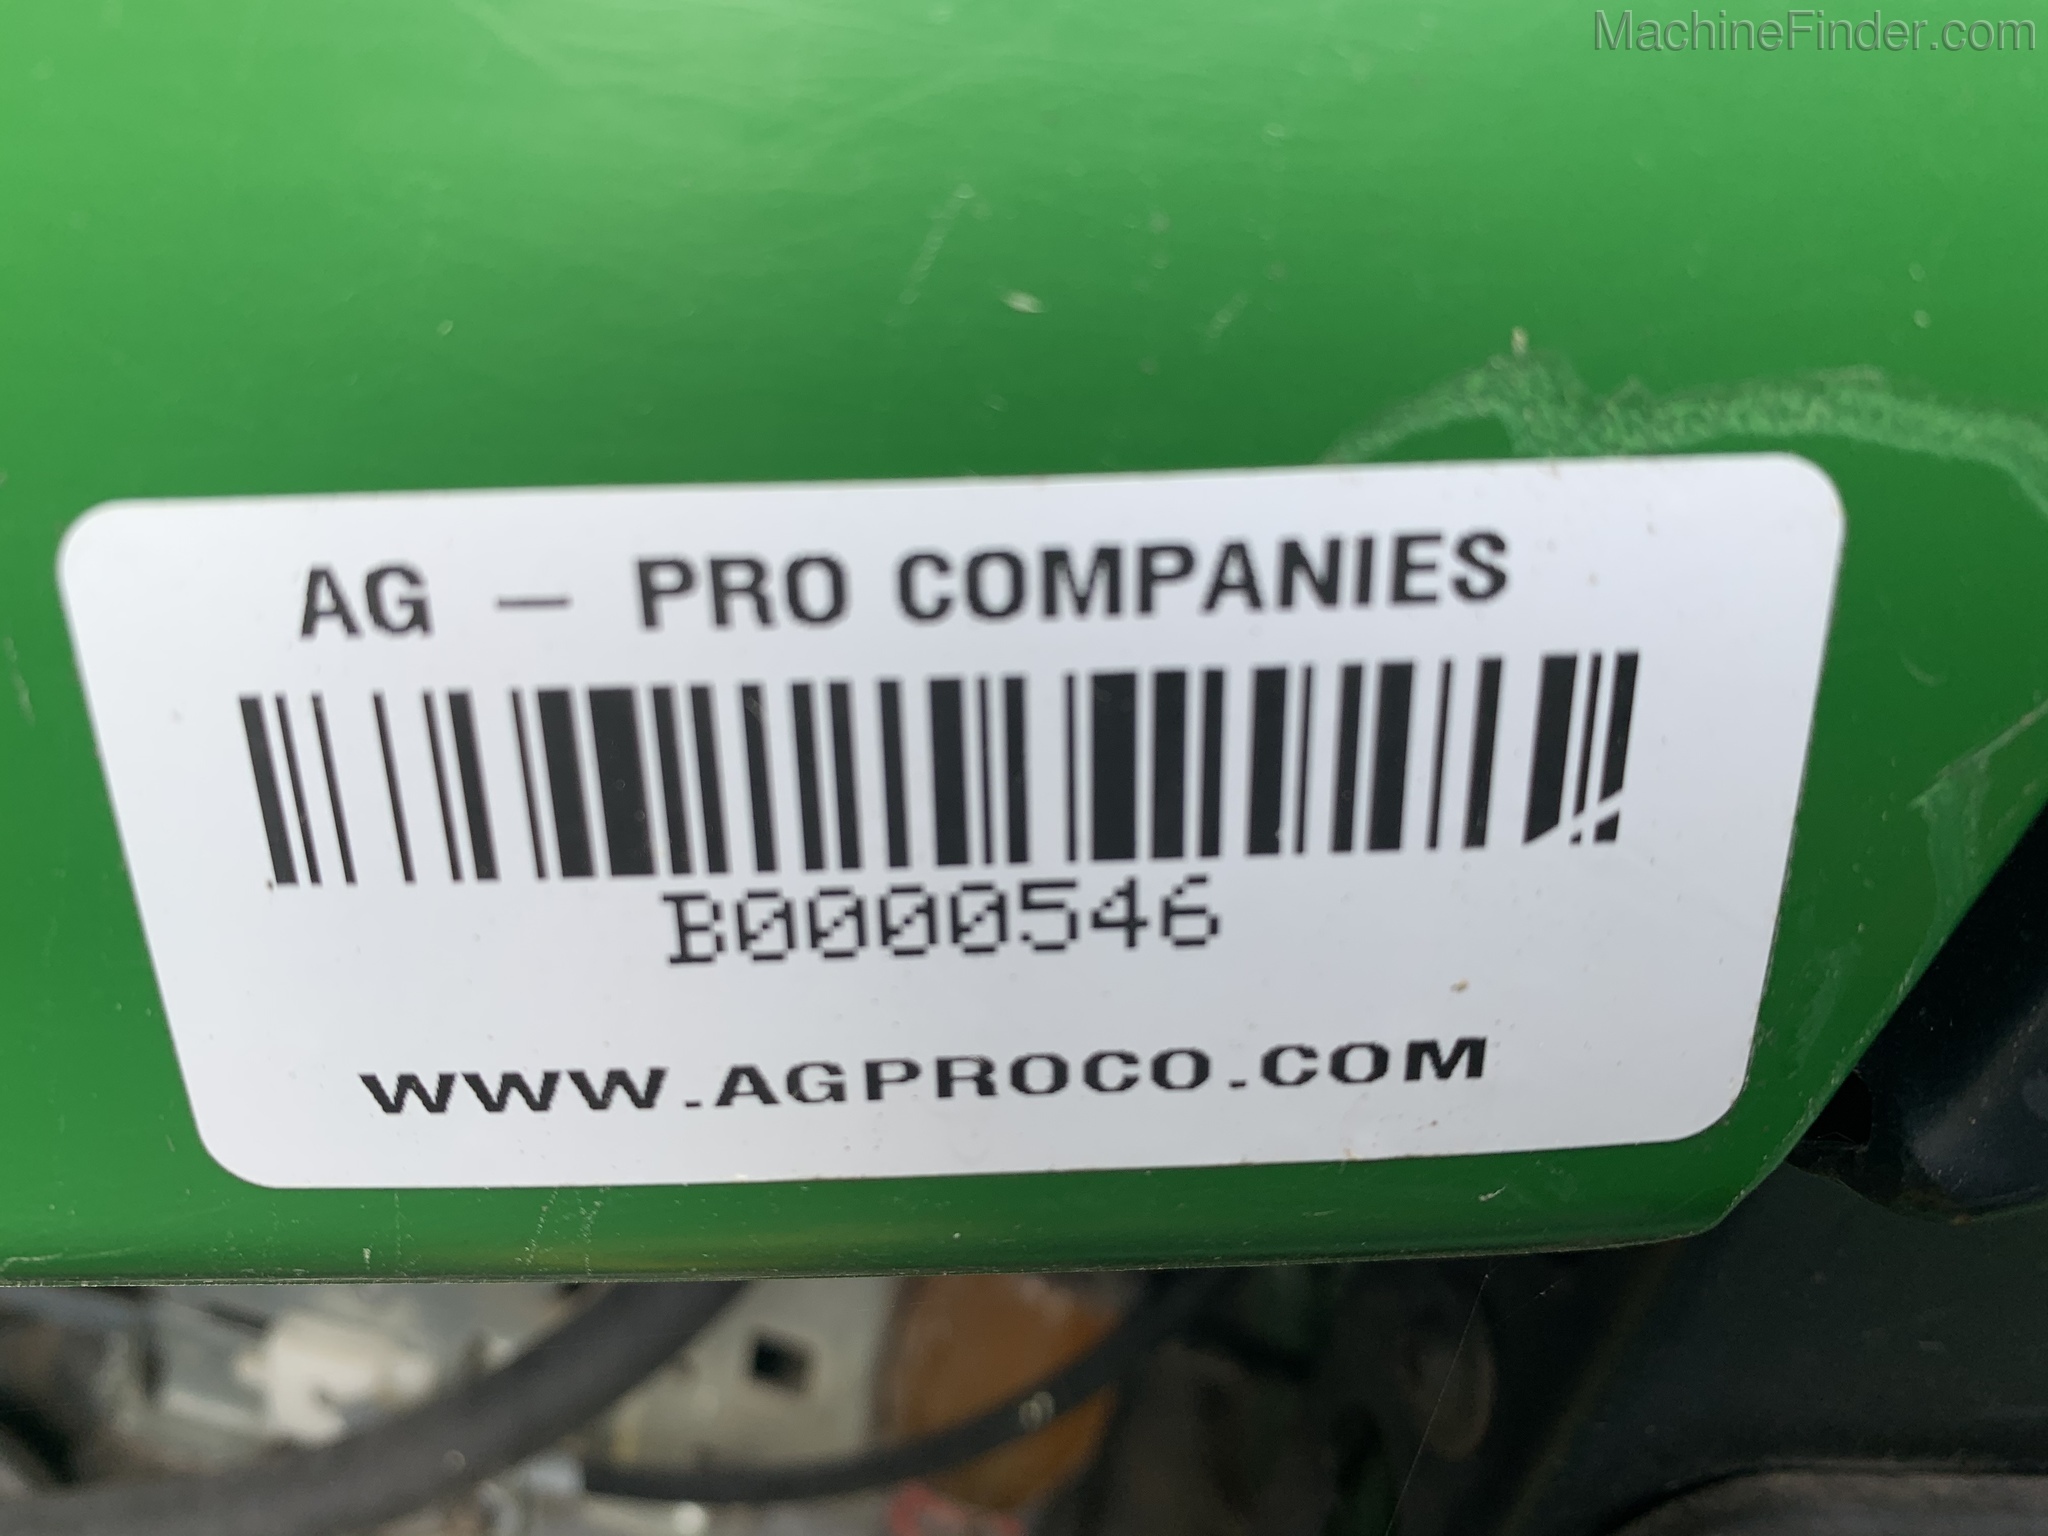 MachineFinder.com
AG - PRO COMPANIES
B0000546
WWW.AGPROCO.COM